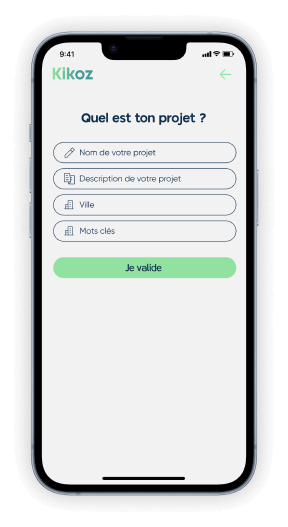 9:41
Kikoz
Quel est ton projet ?
Nom de votre projet
Description de votre projet
Ville
Mots clés
Je valide